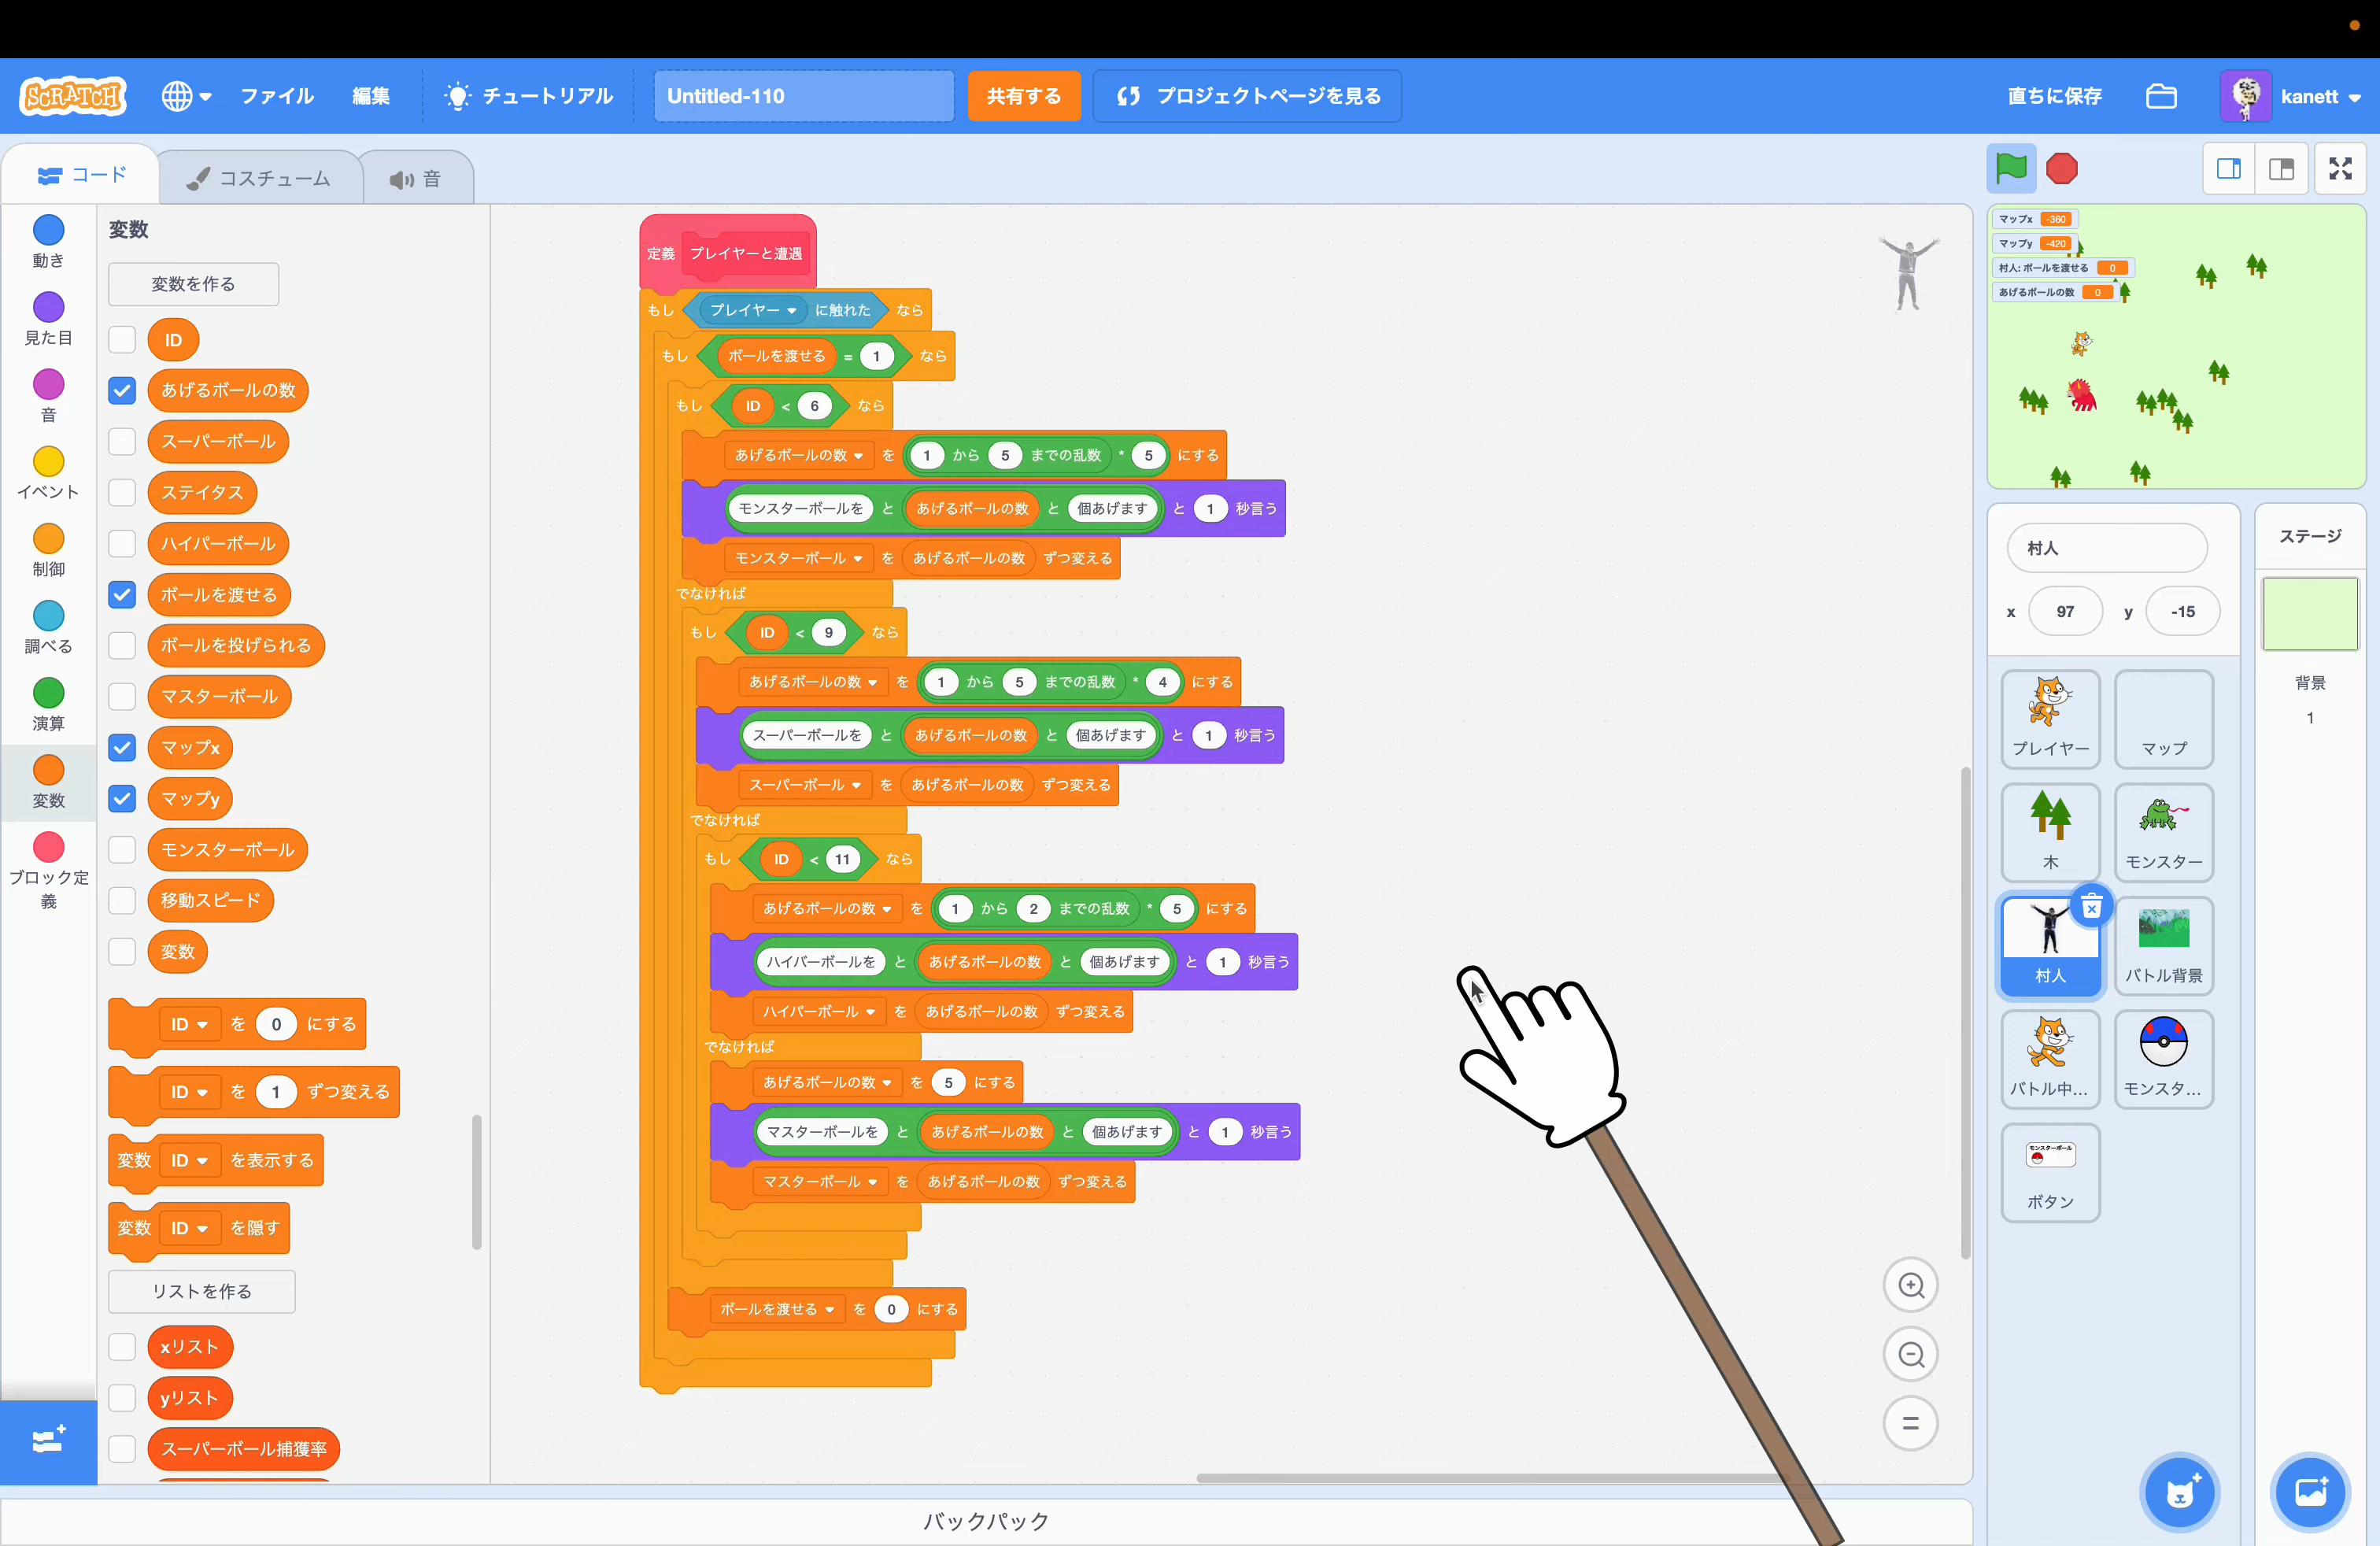 SCRATCH
ファイル
編集
チュートリアル
Untitled-110
共有する
プロジェクトページを見る
直ちに保存
kanett
コード
コスチューム
音
動き
見た目
音
イベント
制御
調べる
演算
変数
ブロック定義
変数
変数を作る
ID
あげるボールの数
スーパーボール
ステイタス
ハイパーボール
ボールを渡せる
ボールを投げられる
マスターボール
マップx
マップy
モンスターボール
移動スピード
変数
ID を 0 にする
ID を 1 ずつ変える
変数 ID を表示する
変数 ID を隠す
リストを作る
xリスト
yリスト
スーパーボール捕獲率
定義 プレイヤーと遭遇
もし プレイヤー に触れた なら
もし ボールを渡せる = 1 なら
もし ID < 6 なら
あげるボールの数 を 1 から 5 までの乱数 * 5 にする
モンスターボールを と あげるボールの数 と 個あげます と 1 秒言う
モンスターボール を あげるボールの数 ずつ変える
でなければ
もし ID < 9 なら
あげるボールの数 を 1 から 5 までの乱数 * 4 にする
スーパーボールを と あげるボールの数 と 個あげます と 1 秒言う
スーパーボール を あげるボールの数 ずつ変える
でなければ
もし ID < 11 なら
あげるボールの数 を 1 から 2 までの乱数 * 5 にする
ハイパーボールを と あげるボールの数 と 個あげます と 1 秒言う
ハイパーボール を あげるボールの数 ずつ変える
でなければ
あげるボールの数 を 5 にする
マスターボールを と あげるボールの数 と 個あげます と 1 秒言う
マスターボール を あげるボールの数 ずつ変える
ボールを渡せる を 0 にする
マップx -360
マップy -420
村人: ボールを渡せる 0
あげるボールの数 0
村人
x 97 y -15
プレイヤー
マップ
木
モンスター
村人
バトル背景
バトル中...
モンスタ...
モンスターボール
ボタン
ステージ
背景
1
バックパック